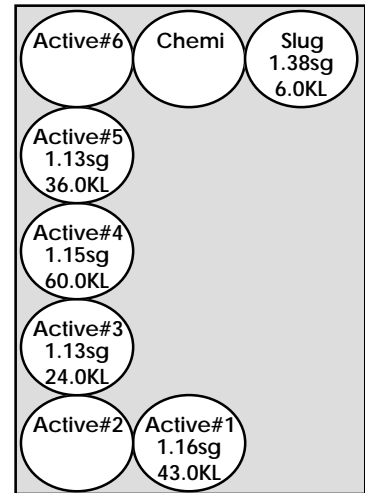 Active#6
Chemi
Slug
1.38sg
6.0KL
Active#5
1.13sg
36.0KL
Active#4
1.15sg
60.0KL
Active#3
1.13sg
24.0KL
Active#2
Active#1
1.16sg
43.0KL